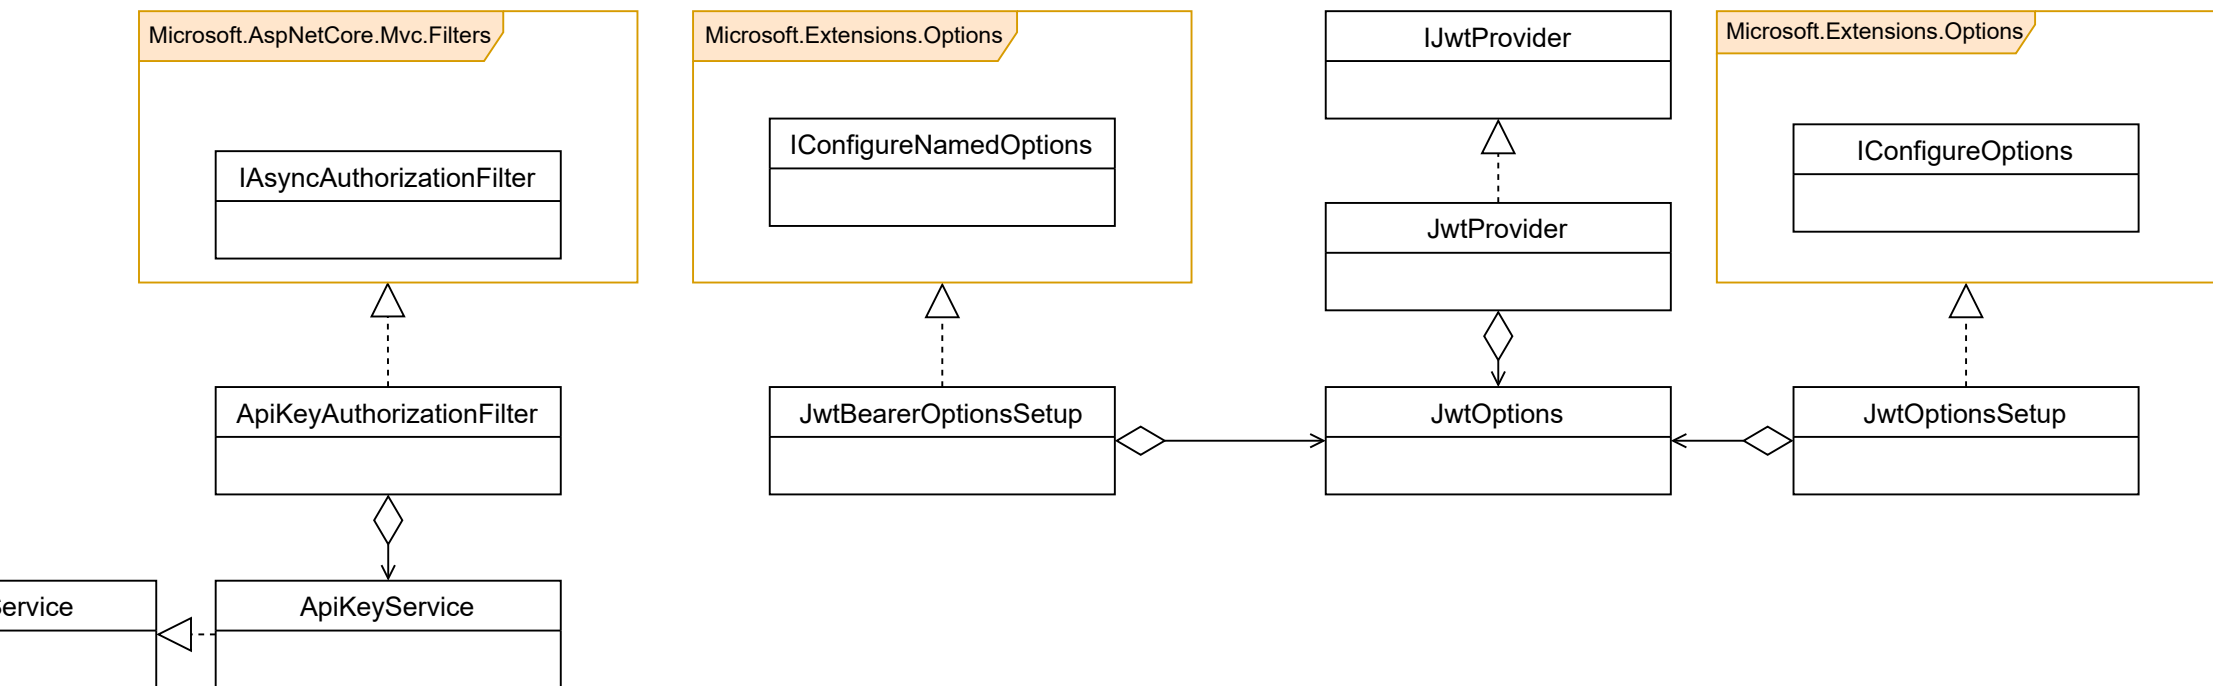 Microsoft.AspNetCore.Mvc.Filters
Microsoft.Extensions.Options
IJwtProvider
Microsoft.Extensions.Options
IAsyncAuthorizationFilter
IConfigureNamedOptions
JwtProvider
IConfigureOptions
ApiKeyAuthorizationFilter
JwtBearerOptionsSetup
JwtOptions
JwtOptionsSetup
ervice
ApiKeyService